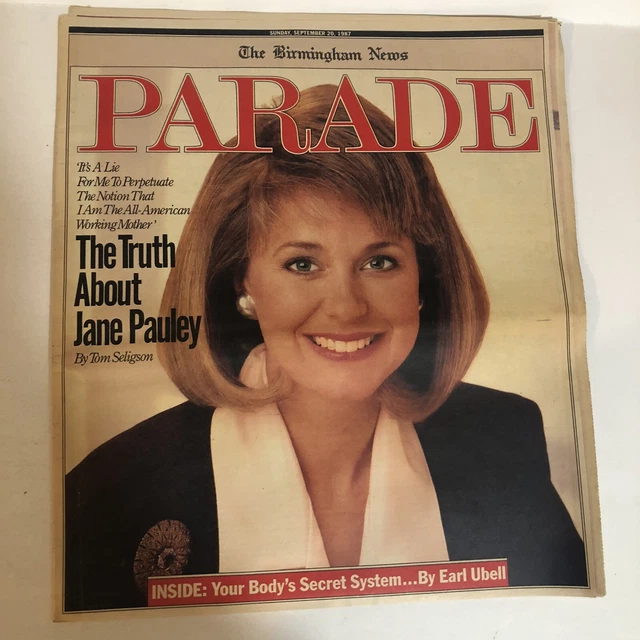 SUNDAY, SEPTEMBER 20, 1987
The Birmingham News
PARADE
'It's A Lie
For Me To Perpetuate
The Notion That
I Am The All-American
Working Mother'
The Truth
About
Jane Pauley
By Tom Seligson
INSIDE: Your Body's Secret System...By Earl Ubell